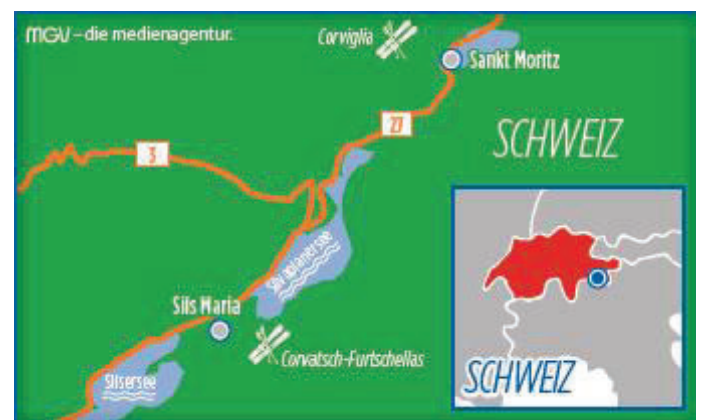 MGV – die medienagentur.
Corviglia
Sankt Moritz
27
SCHWEIZ
3
Silvaplanersee
Sils Maria
Corvatsch-Furtschellas
Silsersee
SCHWEIZ